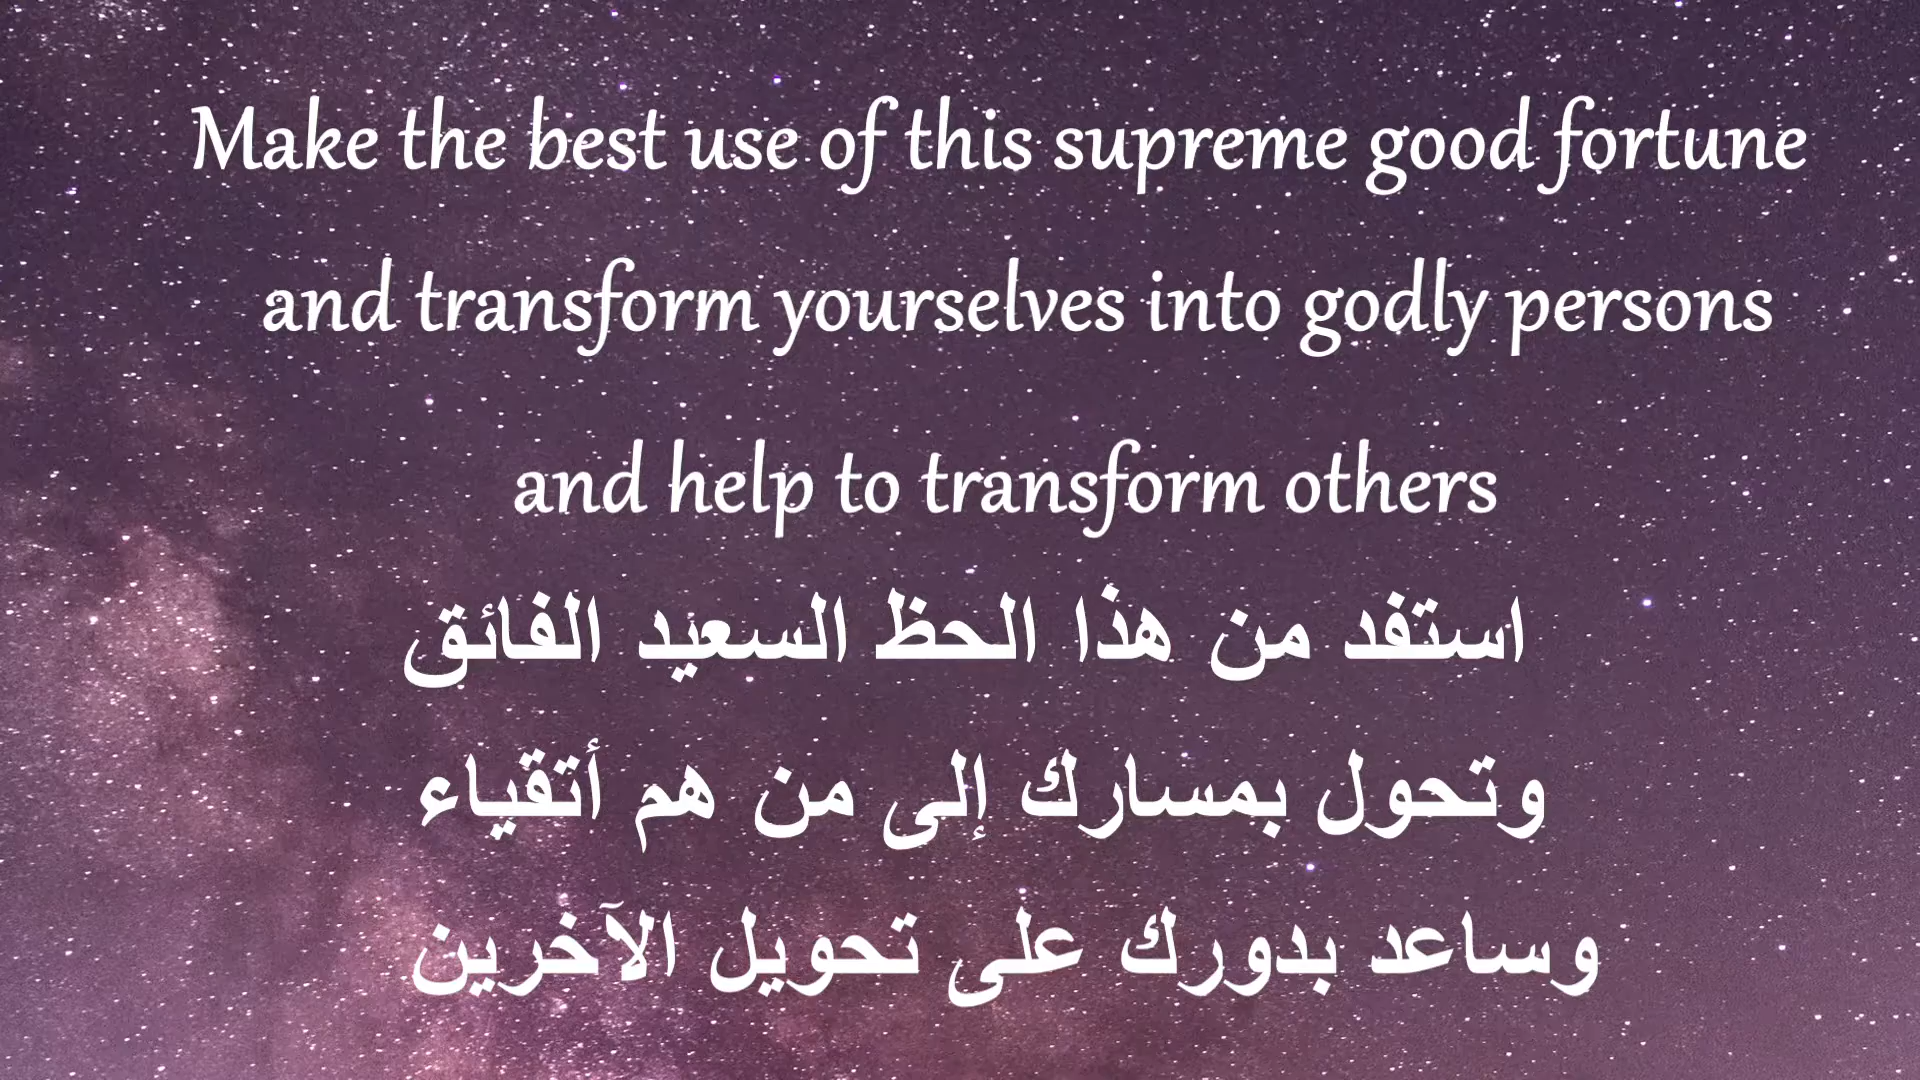 Make the best use of this supreme good fortune
and transform yourselves into godly persons
and help to transform others
استفد من هذا الحظ السعيد الفائق
وتحول بمسارك إلى من هم أتقياء
وساعد بدورك على تحويل الآخرين